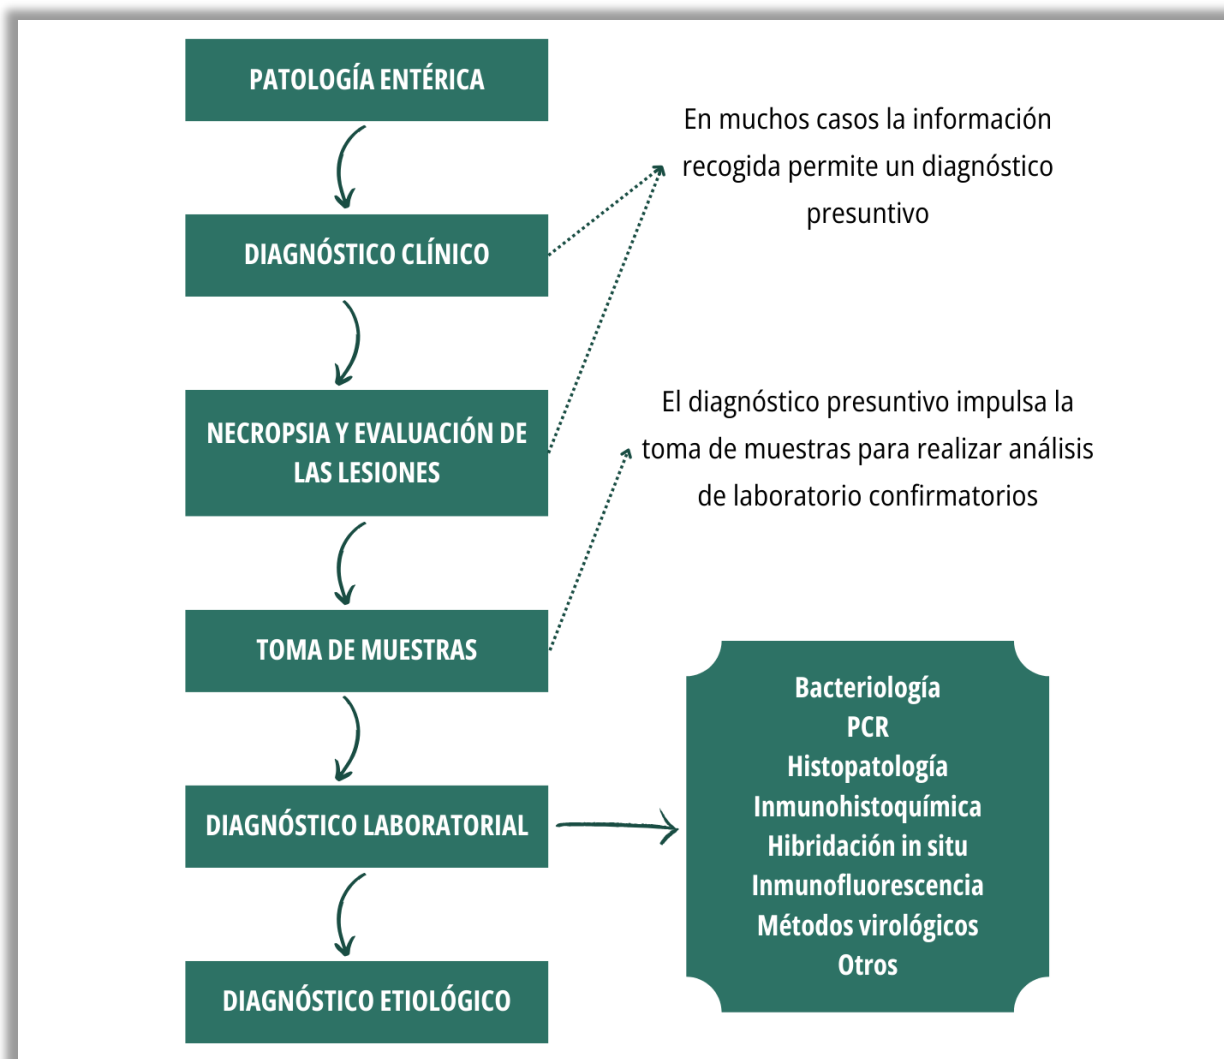 PATOLOGÍA ENTÉRICA
En muchos casos la información
recogida permite un diagnóstico
presuntivo
DIAGNÓSTICO CLÍNICO
NECROPSIA Y EVALUACIÓN DE
LAS LESIONES
El diagnóstico presuntivo impulsa la
toma de muestras para realizar análisis
de laboratorio confirmatorios
TOMA DE MUESTRAS
DIAGNÓSTICO LABORATORIAL
Bacteriología
PCR
Histopatología
Inmunohistoquímica
Hibridación in situ
Inmunofluorescencia
Métodos virológicos
Otros
DIAGNÓSTICO ETIOLÓGICO